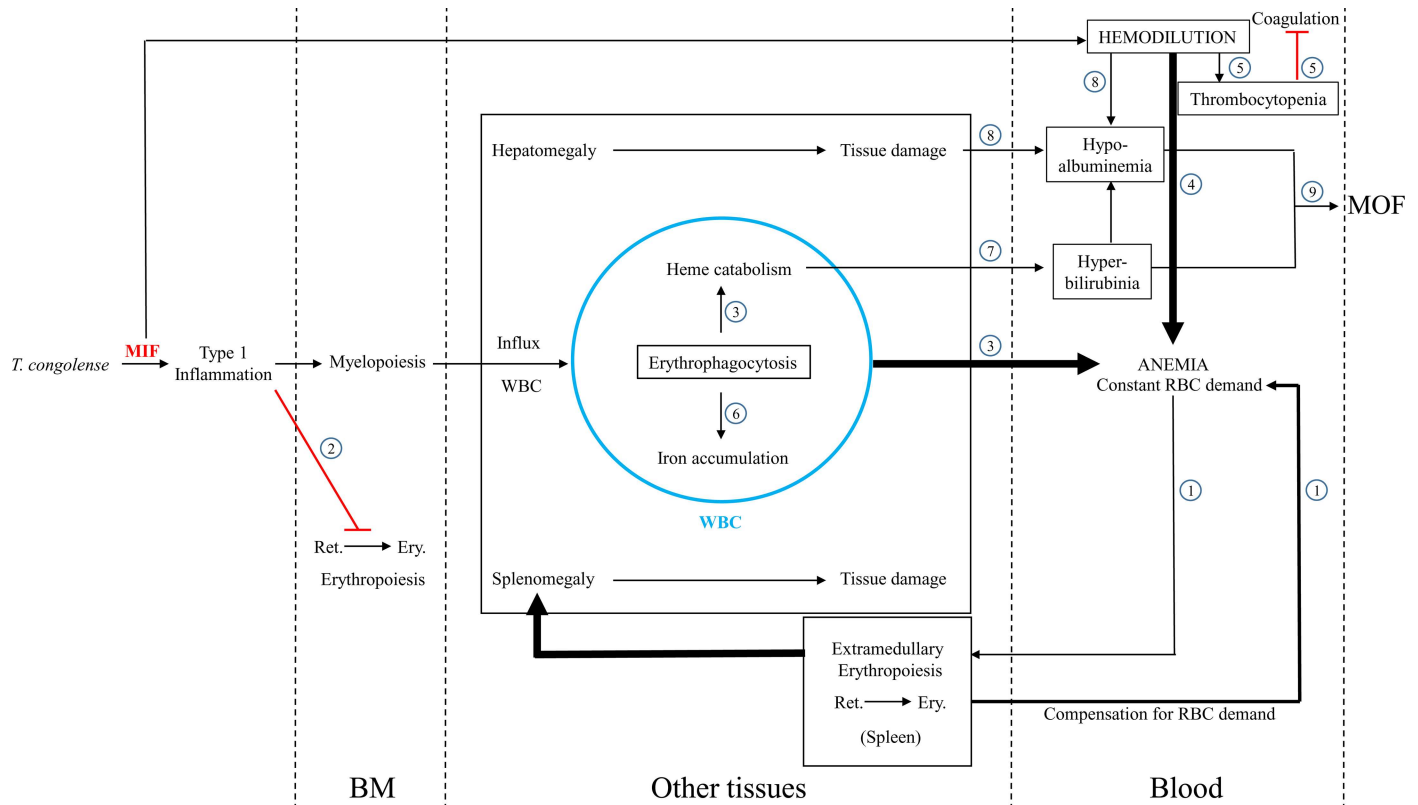 Coagulation
HEMODILUTION
5
5
8
Thrombocytopenia
Hepatomegaly
Tissue damage
8
Hypo-
albuminemia
4
9
MOF
Heme catabolism
7
Hyper-
bilirubinia
3
T. congolense
MIF
Type 1
Inflammation
Myelopoiesis
Influx
WBC
Erythrophagocytosis
3
ANEMIA
Constant RBC demand
6
2
Iron accumulation
1
1
WBC
Ret.
Ery.
Erythropoiesis
Splenomegaly
Tissue damage
Extramedullary
Erythropoiesis
Ret.
Ery.
(Spleen)
Compensation for RBC demand
BM
Other tissues
Blood